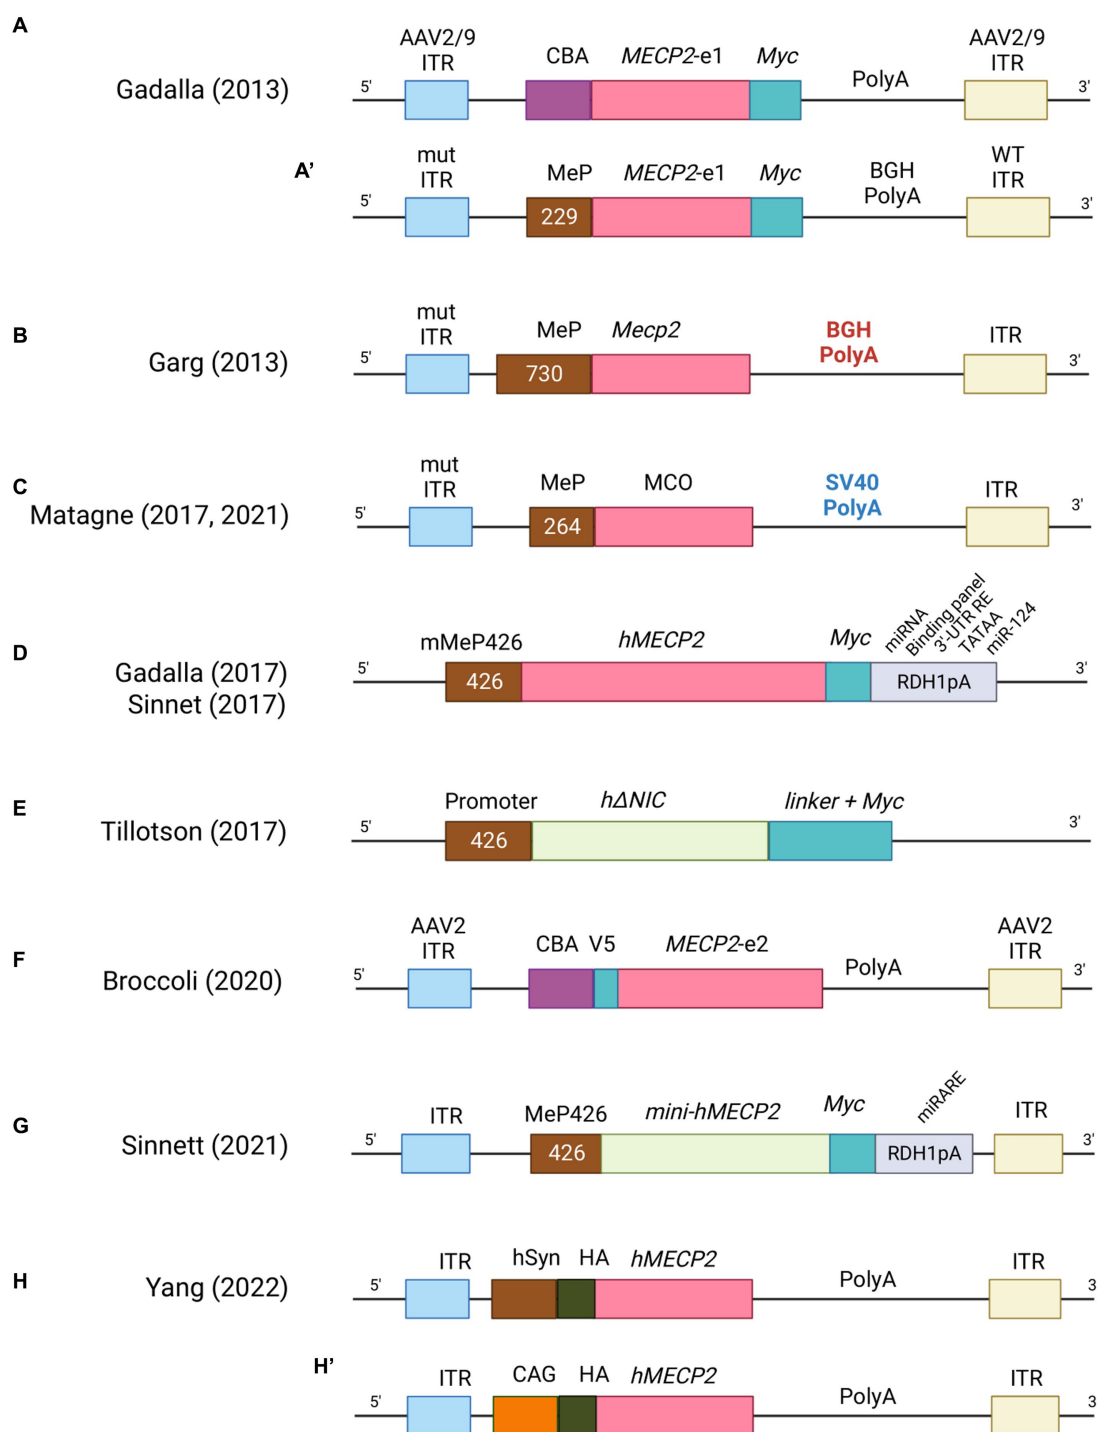 A
Gadalla (2013)
AAV2/9
ITR
CBA
MECP2-e1
Myc
PolyA
AAV2/9
ITR
5'
3'
A’
mut
ITR
MeP
MECP2-e1
Myc
BGH
PolyA
WT
ITR
5'
229
3'
B
Garg (2013)
mut
ITR
MeP
Mecp2
BGH
PolyA
ITR
5'
730
3'
C
Matagne (2017, 2021)
mut
ITR
MeP
MCO
SV40
PolyA
ITR
5'
264
3'
D
Gadalla (2017)
Sinnet (2017)
mMeP426
hMECP2
Myc
miRNA
Binding panel
3'-UTR RE
TATAA
miR-124
5'
426
RDH1pA
3'
E
Tillotson (2017)
Promoter
hΔNIC
linker + Myc
5'
426
3'
F
Broccoli (2020)
AAV2
ITR
CBA
V5
MECP2-e2
PolyA
AAV2
ITR
5'
3'
G
Sinnett (2021)
ITR
MeP426
mini-hMECP2
Myc
miRARE
ITR
5'
426
RDH1pA
3'
H
Yang (2022)
ITR
hSyn
HA
hMECP2
PolyA
ITR
5'
3
H’
ITR
CAG
HA
hMECP2
PolyA
ITR
5'
3